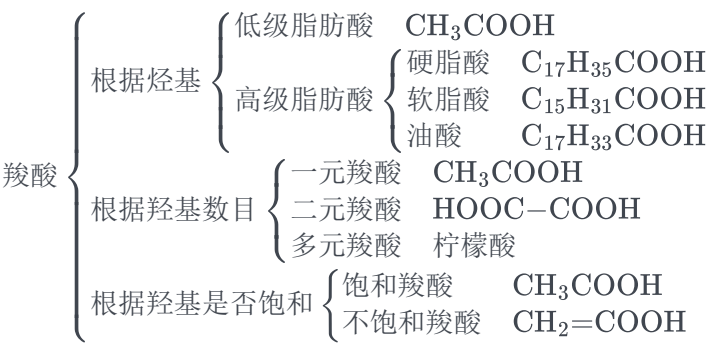 低级脂肪酸 CH₃COOH
根据烃基
硬脂酸 C₁₇H₃₅COOH
高级脂肪酸
软脂酸 C₁₅H₃₁COOH
油酸 C₁₇H₃₃COOH
羧酸
一元羧酸 CH₃COOH
根据羟基数目
二元羧酸 HOOC−COOH
多元羧酸 柠檬酸
根据羟基是否饱和
饱和羧酸 CH₃COOH
不饱和羧酸 CH₂=COOH